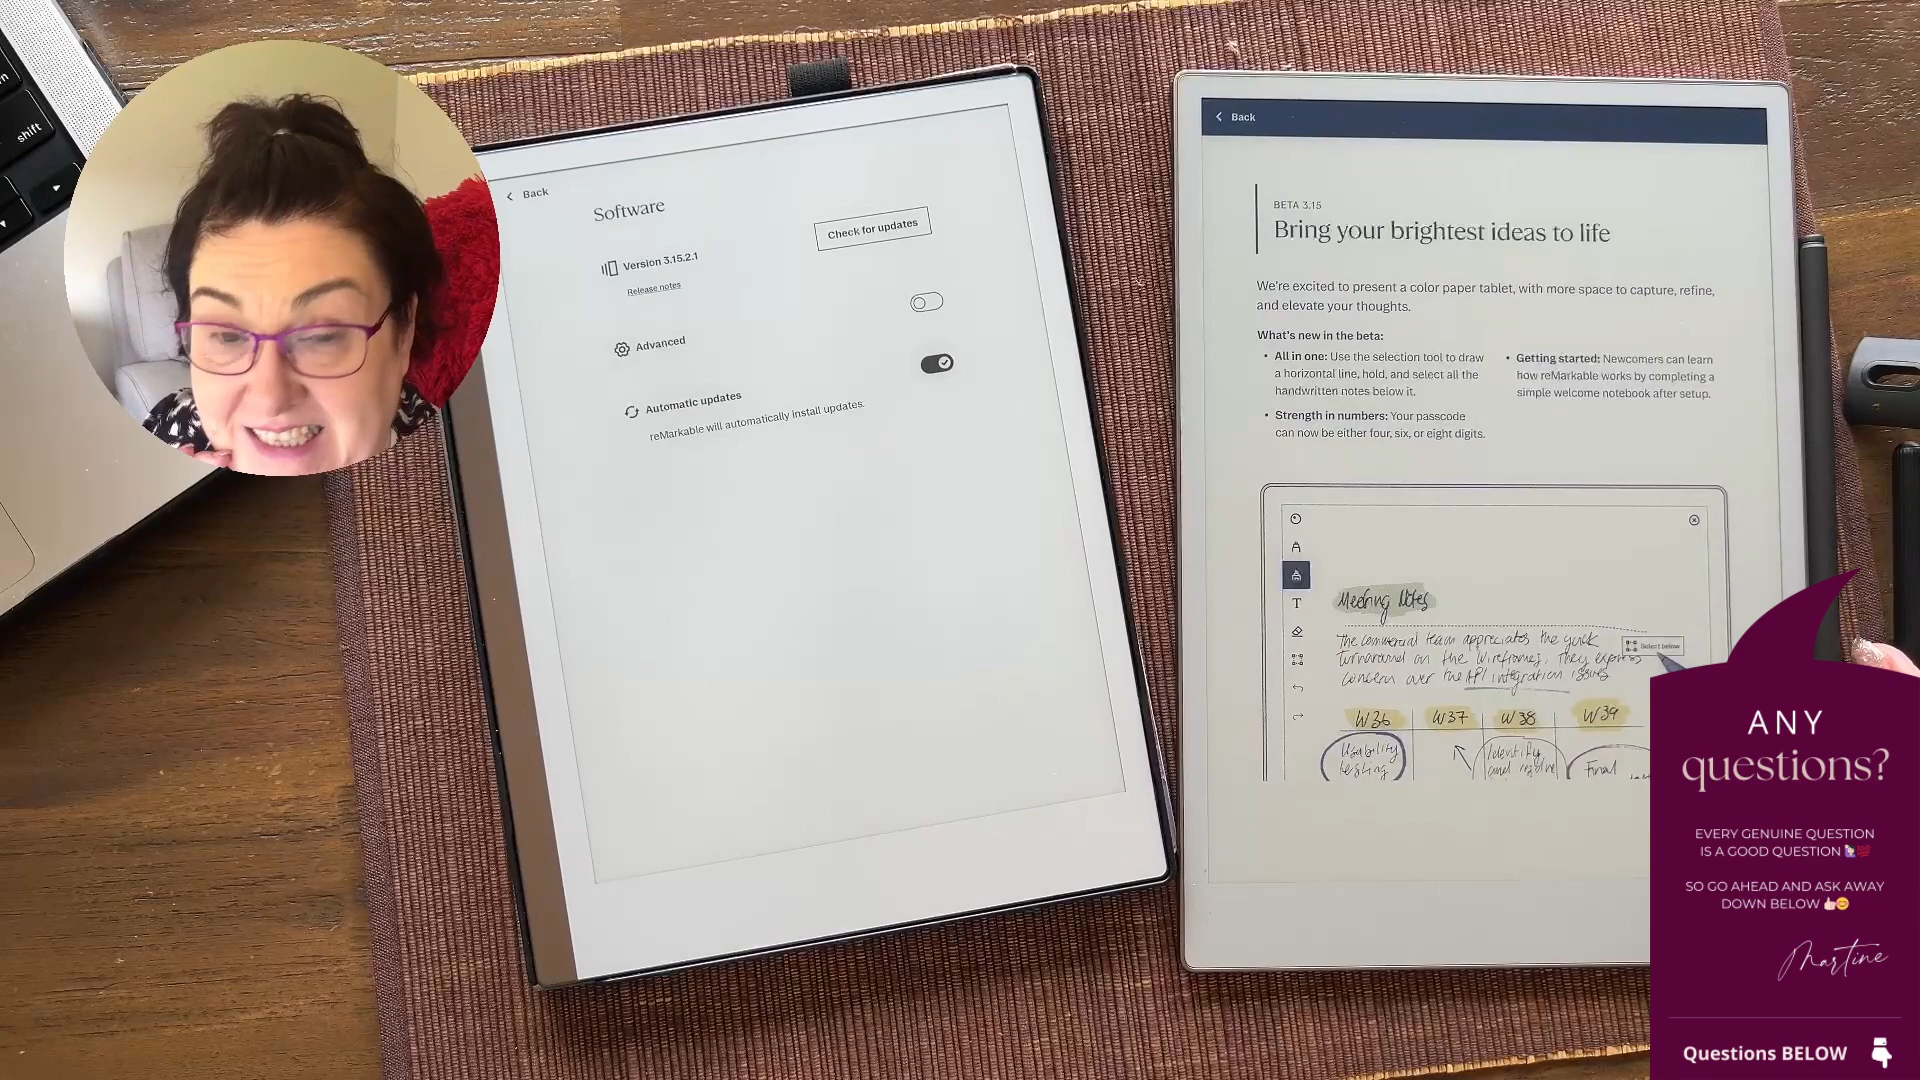 shift
Back
Software
Check for updates
Version 3.15.2.1
Release notes
Advanced
Automatic updates
reMarkable will automatically install updates.
Back
BETA 3.15
Bring your brightest ideas to life
We're excited to present a color paper tablet, with more space to capture, refine,
and elevate your thoughts.
What's new in the beta:
• All in one: Use the selection tool to draw
a horizontal line, hold, and select all the
handwritten notes below it.
• Strength in numbers: Your passcode
can now be either four, six, or eight digits.
• Getting started: Newcomers can learn
how reMarkable works by completing a
simple welcome notebook after setup.
T
Meeting Notes
The commercial team appreciates the quick
turnaround on the wireframes. They express
concern over the API integration issues
Select below
W36 W37 W38 W39
Usability
testing
Identify
and resolve
Final
ANY
questions?
EVERY GENUINE QUESTION
IS A GOOD QUESTION 🙋🏻‍♀️💯
SO GO AHEAD AND ASK AWAY
DOWN BELOW 👍🏻😊
Martine
Questions BELOW 👇